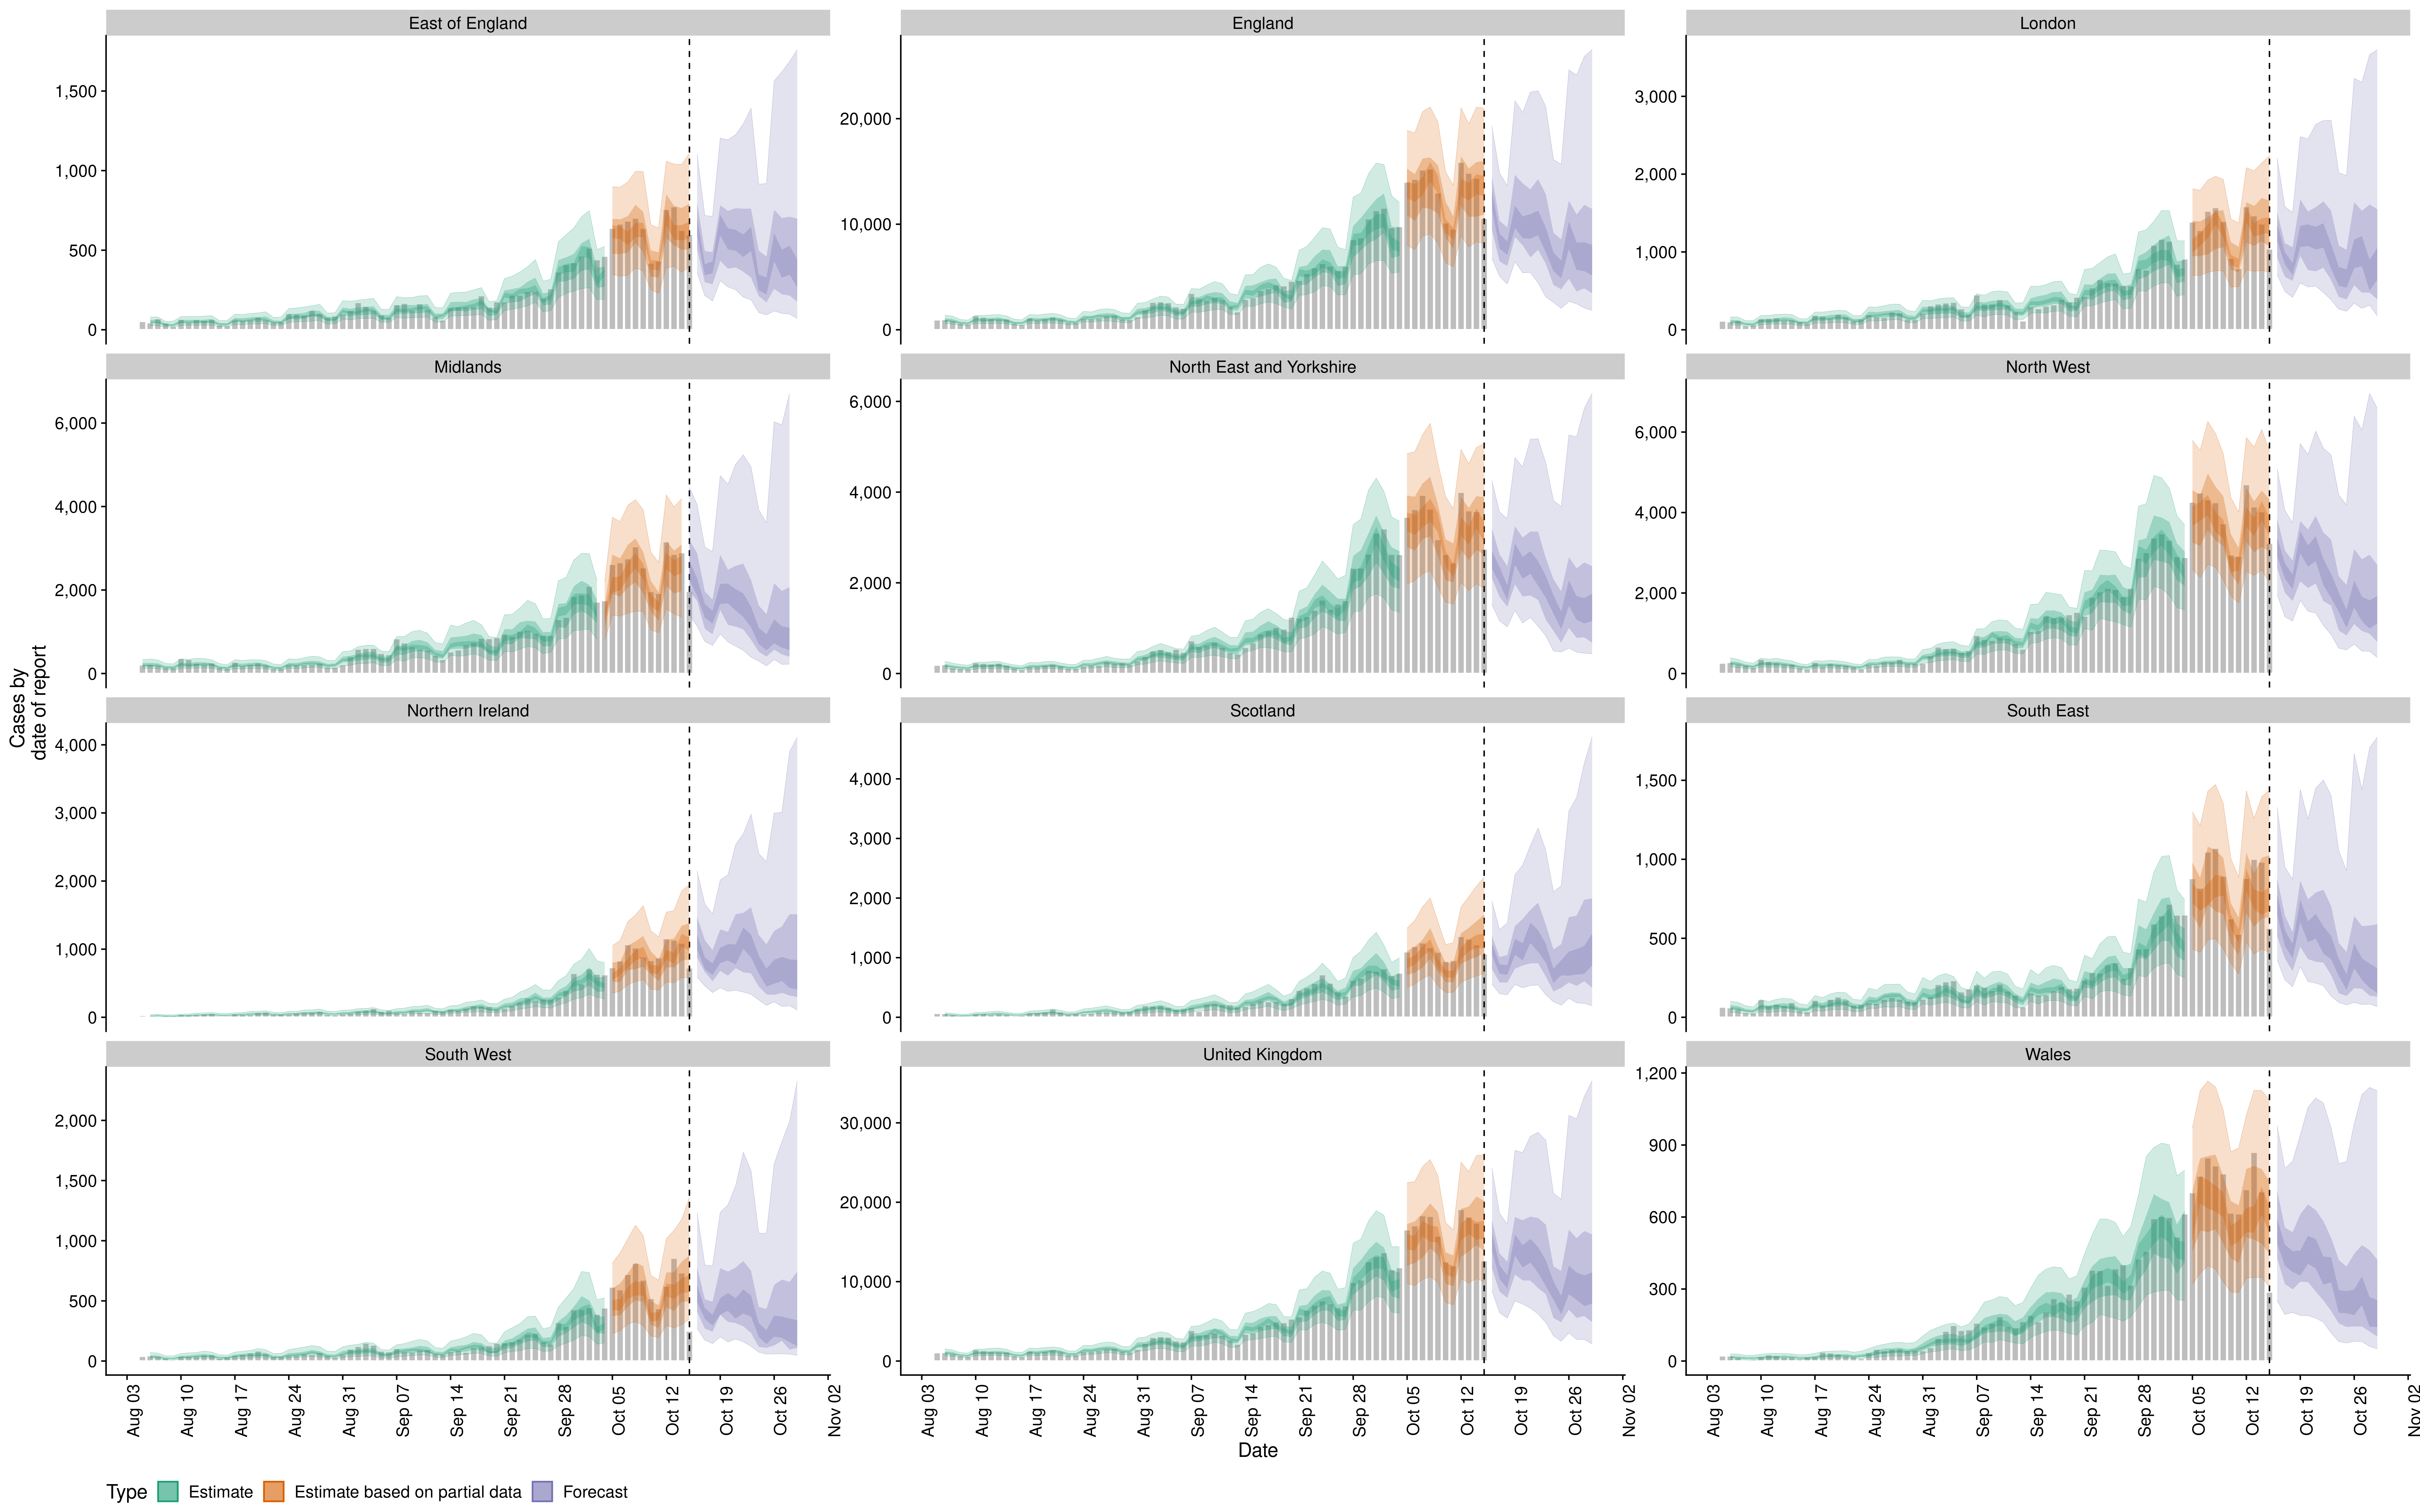 East of England
England
London
1,500
1,000
500
0
20,000
10,000
0
3,000
2,000
1,000
0
Midlands
North East and Yorkshire
North West
6,000
4,000
2,000
0
6,000
4,000
2,000
0
6,000
4,000
2,000
0
Cases by
date of report
Northern Ireland
Scotland
South East
4,000
3,000
2,000
1,000
0
4,000
3,000
2,000
1,000
0
1,500
1,000
500
0
South West
United Kingdom
Wales
2,000
1,500
1,000
500
0
30,000
20,000
10,000
0
1,200
900
600
300
0
Aug 03
Aug 10
Aug 17
Aug 24
Aug 31
Sep 07
Sep 14
Sep 21
Sep 28
Oct 05
Oct 12
Oct 19
Oct 26
Nov 02
Aug 03
Aug 10
Aug 17
Aug 24
Aug 31
Sep 07
Sep 14
Sep 21
Sep 28
Oct 05
Oct 12
Oct 19
Oct 26
Nov 02
Aug 03
Aug 10
Aug 17
Aug 24
Aug 31
Sep 07
Sep 14
Sep 21
Sep 28
Oct 05
Oct 12
Oct 19
Oct 26
Nov 02
Date
Type Estimate Estimate based on partial data Forecast